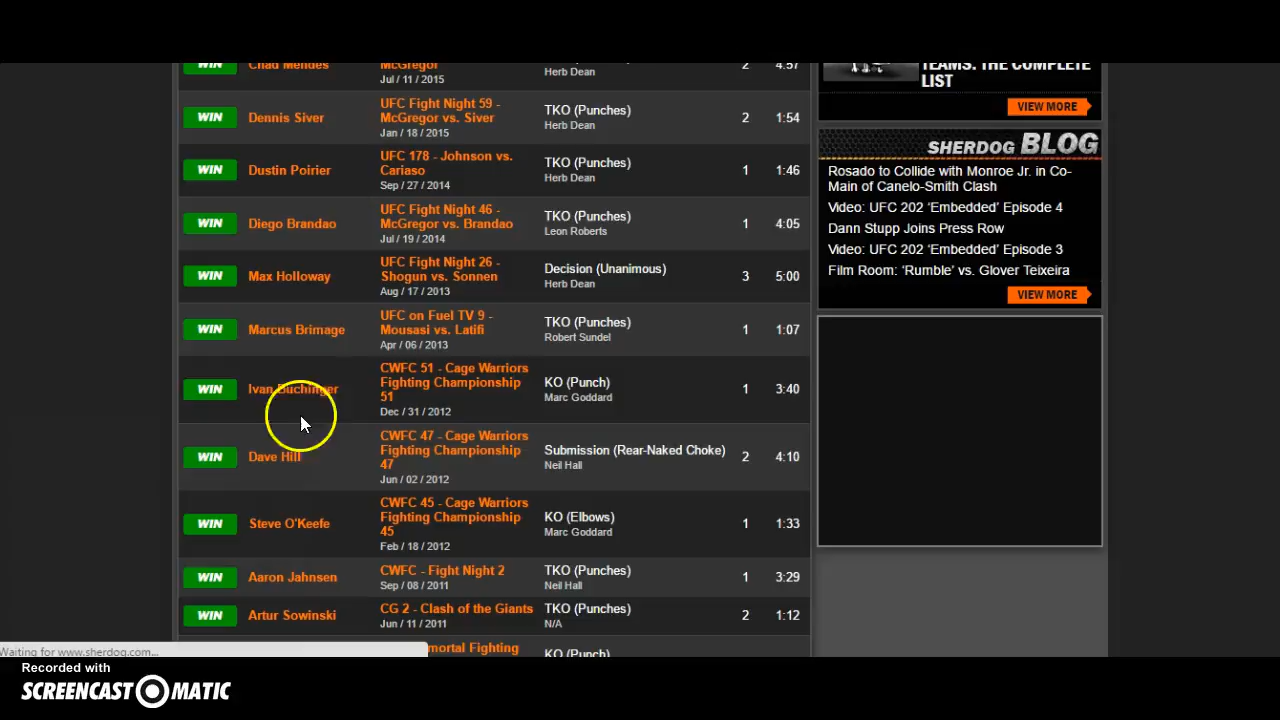 WIN Chad Mendes McGregor Herb Dean 2 4:57
Jul / 11 / 2015
WIN Dennis Siver UFC Fight Night 59 - TKO (Punches) 2 1:54
McGregor vs. Siver Herb Dean
Jan / 18 / 2015
WIN Dustin Poirier UFC 178 - Johnson vs. TKO (Punches) 1 1:46
Cariaso Herb Dean
Sep / 27 / 2014
WIN Diego Brandao UFC Fight Night 46 - TKO (Punches) 1 4:05
McGregor vs. Brandao Leon Roberts
Jul / 19 / 2014
WIN Max Holloway UFC Fight Night 26 - Decision (Unanimous) 3 5:00
Shogun vs. Sonnen Herb Dean
Aug / 17 / 2013
WIN Marcus Brimage UFC on Fuel TV 9 - TKO (Punches) 1 1:07
Mousasi vs. Latifi Robert Sundel
Apr / 06 / 2013
WIN Ivan Buchinger CWFC 51 - Cage Warriors KO (Punch) 1 3:40
Fighting Championship Marc Goddard
51
Dec / 31 / 2012
WIN Dave Hill CWFC 47 - Cage Warriors Submission (Rear-Naked Choke) 2 4:10
Fighting Championship Neil Hall
47
Jun / 02 / 2012
WIN Steve O'Keefe CWFC 45 - Cage Warriors KO (Elbows) 1 1:33
Fighting Championship Marc Goddard
45
Feb / 18 / 2012
WIN Aaron Jahnsen CWFC - Fight Night 2 TKO (Punches) 1 3:29
Sep / 08 / 2011 Neil Hall
WIN Artur Sowinski CG 2 - Clash of the Giants TKO (Punches) 2 1:12
Jun / 11 / 2011 N/A
mortal Fighting KO (Punch)
TEAMS: THE COMPLETE
LIST
VIEW MORE
SHERDOG BLOG
Rosado to Collide with Monroe Jr. in Co-
Main of Canelo-Smith Clash
Video: UFC 202 ‘Embedded’ Episode 4
Dann Stupp Joins Press Row
Video: UFC 202 ‘Embedded’ Episode 3
Film Room: ‘Rumble’ vs. Glover Teixeira
VIEW MORE
Waiting for www.sherdog.com...
Recorded with
SCREENCAST O MATIC